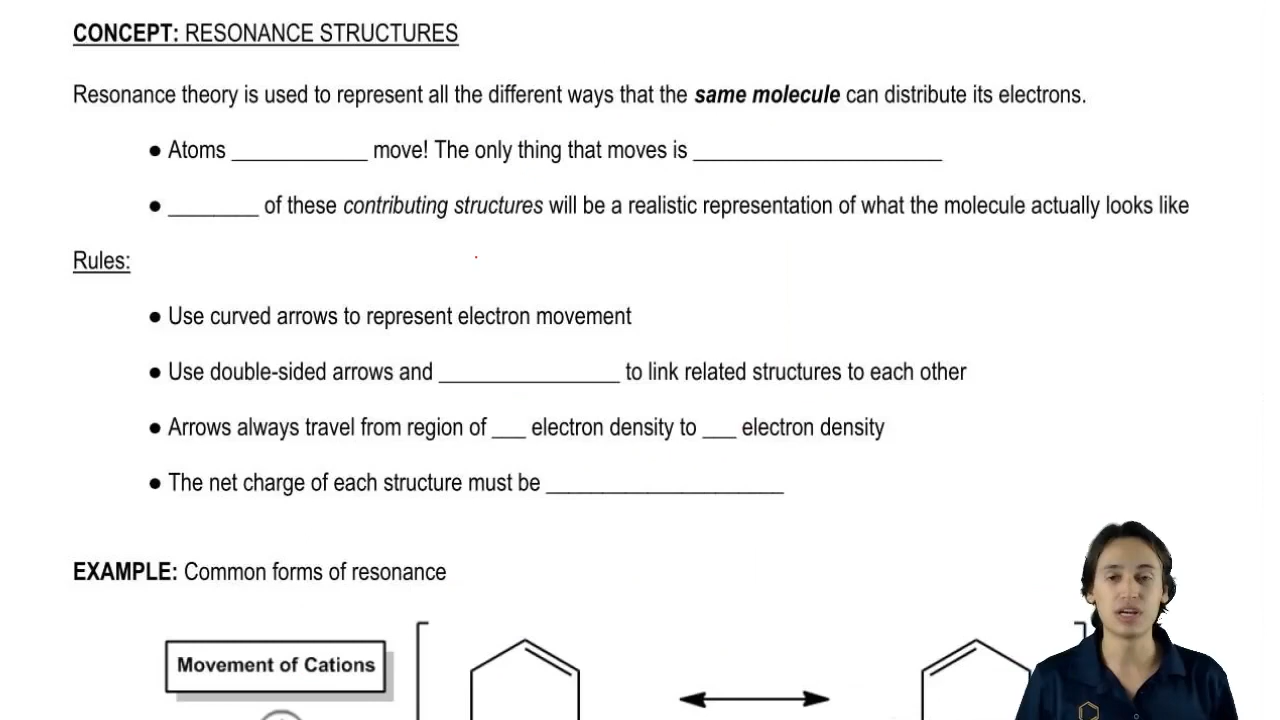 CONCEPT: RESONANCE STRUCTURES
Resonance theory is used to represent all the different ways that the same molecule can distribute its electrons.
● Atoms ____________ move! The only thing that moves is ______________________
● ________ of these contributing structures will be a realistic representation of what the molecule actually looks like
Rules:
● Use curved arrows to represent electron movement
● Use double-sided arrows and ________________ to link related structures to each other
● Arrows always travel from region of ___ electron density to ___ electron density
● The net charge of each structure must be _____________________
EXAMPLE: Common forms of resonance
Movement of Cations